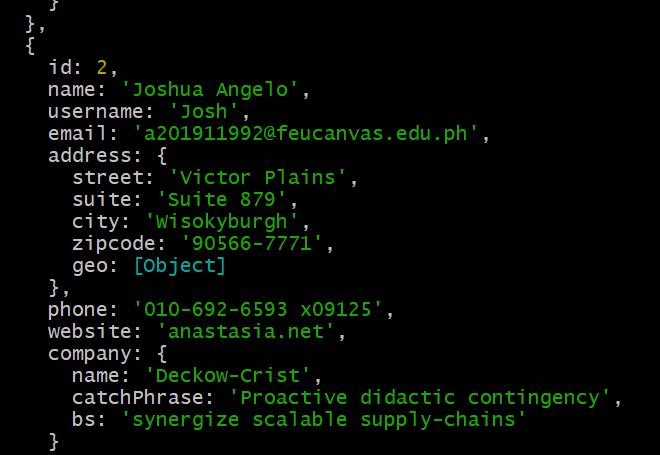 }
},
{
id: 2,
name: 'Joshua Angelo',
username: 'Josh',
email: 'a201911992@feucanvas.edu.ph',
address: {
street: 'Victor Plains',
suite: 'Suite 879',
city: 'Wisokyburgh',
zipcode: '90566-7771',
geo: [Object]
},
phone: '010-692-6593 x09125',
website: 'anastasia.net',
company: {
name: 'Deckow-Crist',
catchPhrase: 'Proactive didactic contingency',
bs: 'synergize scalable supply-chains'
}